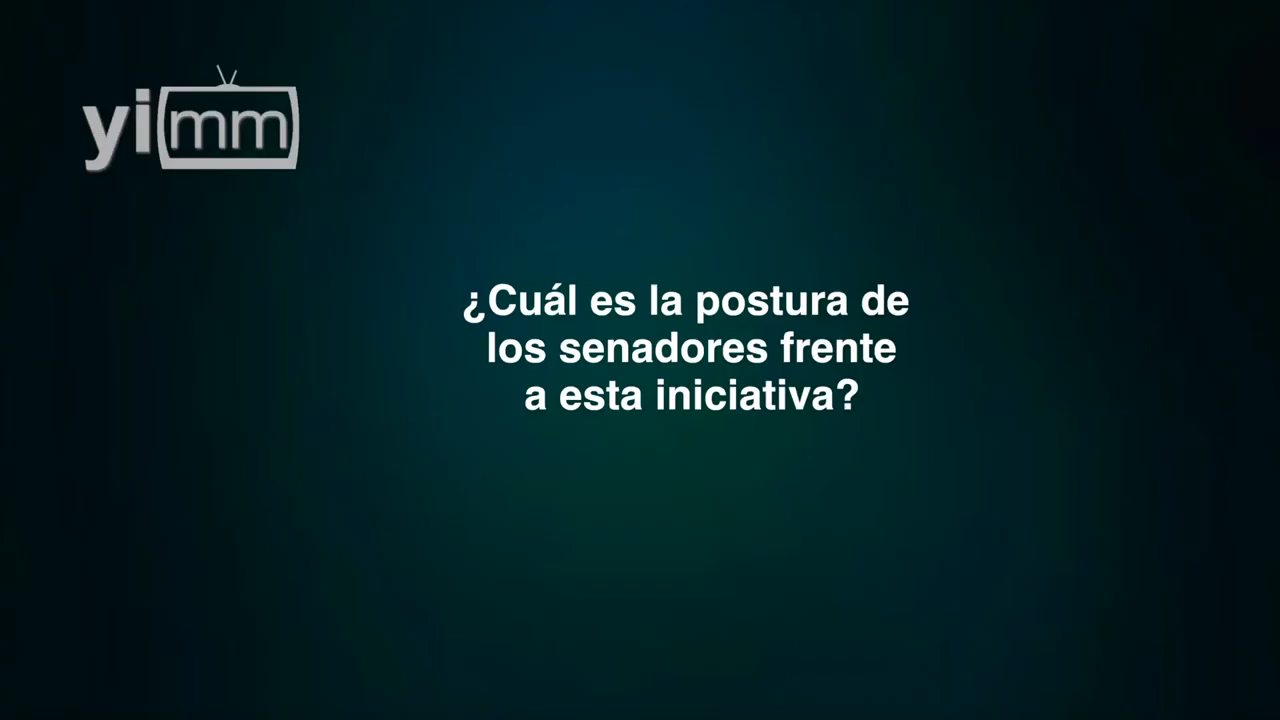 yimm
¿Cuál es la postura de
los senadores frente
a esta iniciativa?